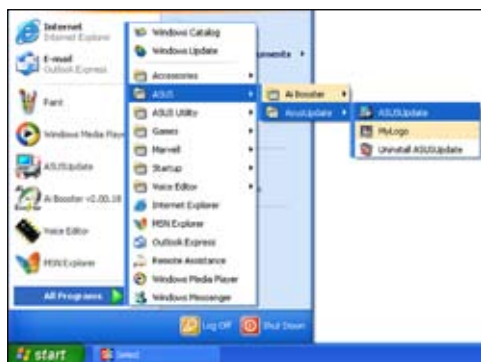 Internet
Internet Explorer
E-mail
Outlook Express
Paint
Windows Media Play
ASUSUpdate
Ai Booster v2.00.18
Voice Editor
MSN Explorer
All Programs
Windows Catalog
Windows Update
Accessories
ASUS
ASUS Utility
Games
Marvell
Startup
Voice Editor
Internet Explorer
MSN Explorer
Outlook Express
Remote Assistance
Windows Media Player
Windows Messenger
uments
Ai Booster
AsusUpdate
ASUSUpdate
MyLogo
Uninstall ASUSUpdate
Log Off
Shut Down
start